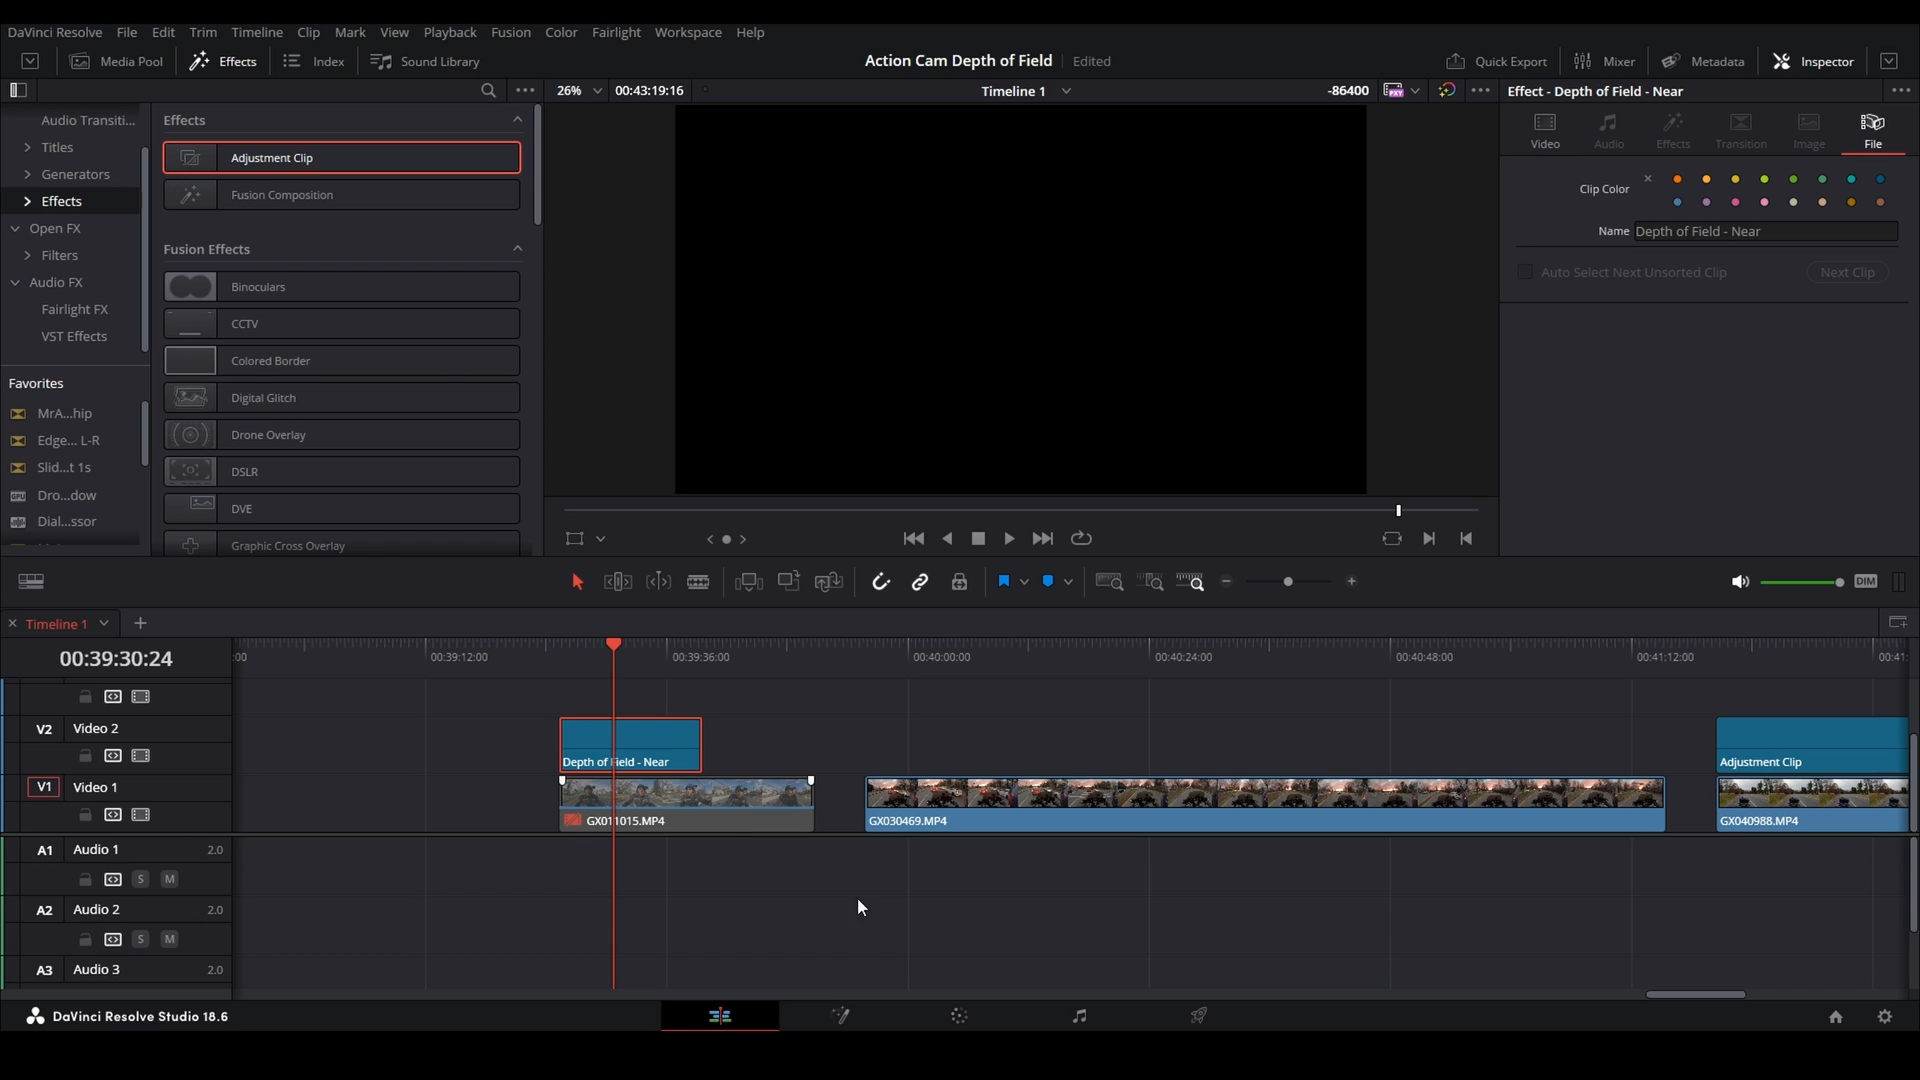 DaVinci Resolve File Edit Trim Timeline Clip Mark View Playback Fusion Color Fairlight Workspace Help
Media Pool Effects Index Sound Library Action Cam Depth of Field Edited Quick Export Mixer Metadata Inspector
26% 00:43:19:16 Timeline 1 -86400 Effect - Depth of Field - Near
Audio Transiti...
Titles
Generators
Effects
Open FX
Filters
Audio FX
Fairlight FX
VST Effects
Favorites
MrA...hip
Edge... L-R
Slid...t 1s
Dro...dow
Dial...ssor
Effects
Adjustment Clip
Fusion Composition
Fusion Effects
Binoculars
CCTV
Colored Border
Digital Glitch
Drone Overlay
DSLR
DVE
Graphic Cross Overlay
Video Audio Effects Transition Image File
Clip Color
Name Depth of Field - Near
Auto Select Next Unsorted Clip Next Clip
DIM
Timeline 1
00:39:30:24
:00 00:39:12:00 00:39:36:00 00:40:00:00 00:40:24:00 00:40:48:00 00:41:12:00 00:41:
V2 Video 2
Depth of Field - Near Adjustment Clip
V1 Video 1
GX011015.MP4 GX030469.MP4 GX040988.MP4
A1 Audio 1 2.0
S M
A2 Audio 2 2.0
S M
A3 Audio 3 2.0
DaVinci Resolve Studio 18.6